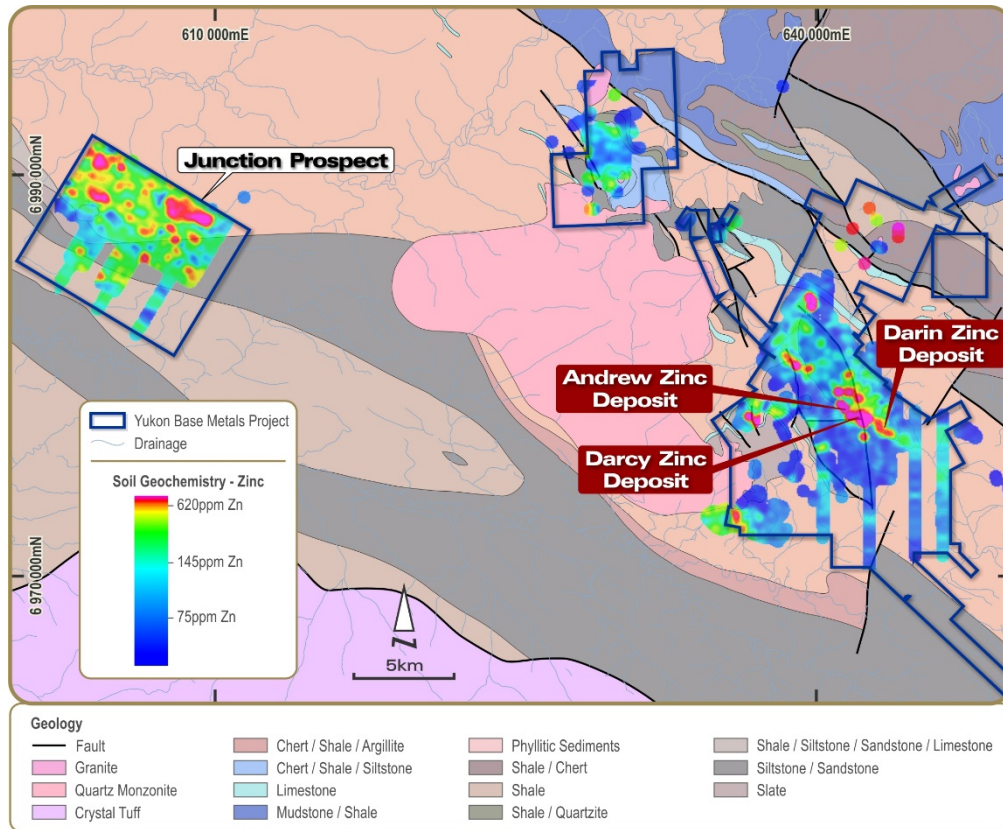 610 000mE
640 000mE
6 990 000mN
Junction Prospect
Darin Zinc
Deposit
Andrew Zinc
Deposit
Darcy Zinc
Deposit
Yukon Base Metals Project
Drainage
Soil Geochemistry - Zinc
620ppm Zn
145ppm Zn
75ppm Zn
6 970 000mN
N
5km
Geology
Fault
Granite
Quartz Monzonite
Crystal Tuff
Chert / Shale / Argillite
Chert / Shale / Siltstone
Limestone
Mudstone / Shale
Phyllitic Sediments
Shale / Chert
Shale
Shale / Quartzite
Shale / Siltstone / Sandstone / Limestone
Siltstone / Sandstone
Slate